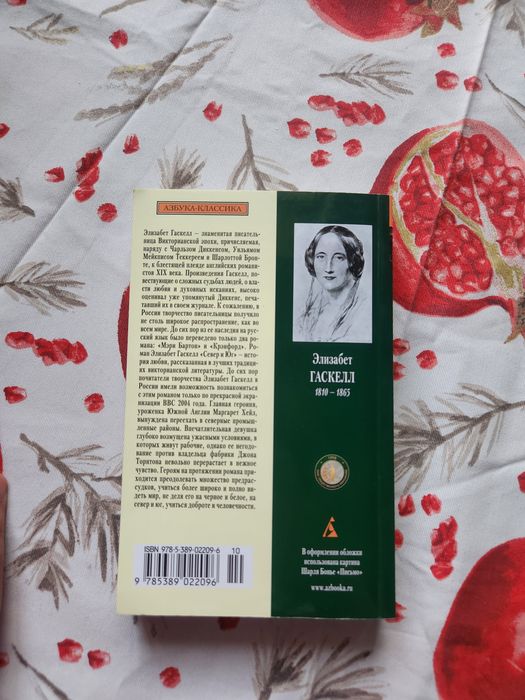 АЗБУКА-КЛАССИКА
Элизабет Гаскелл — знаменитая писатель-
ница Викторианской эпохи, причисляемая,
наряду с Чарльзом Диккенсом, Уильямом
Мейкписом Теккереем и Шарлоттой Брон-
те, к блестящей плеяде английских романи-
стов XIX века. Произведения Гаскелл, по-
вествующие о сложных судьбах людей, о вла-
сти любви и духовных исканиях, высоко
оценивал уже упомянутый Диккенс, печа-
тавший их в своем журнале. К сожалению, в
России творчество писательницы получило
не столь широкое распространение, как во
всем мире. До сих пор из ее наследия на рус-
ский язык было переведено только два ро-
мана: «Мэри Бартон» и «Крэнфорд». Ро-
ман Элизабет Гаскелл «Север и Юг» — исто-
рия любви, рассказанная в лучших традици-
ях викторианской литературы. До сих пор
почитатели творчества Элизабет Гаскелл в
России имели возможность познакомиться
с этим романом только по прекрасной экра-
низации BBC 2004 года. Главная героиня,
уроженка Южной Англии Маргарет Хейл,
вынуждена переехать в северные промыш-
ленные районы. Впечатлительная девушка
глубоко возмущена ужасными условиями, в
которых живут рабочие, однако ее негодо-
вание против владельца фабрики Джона
Торнтона невольно перерастает в нежное
чувство. Героям на протяжении романа при-
ходится преодолевать множество предрас-
судков, учиться более широко и полно ви-
деть мир, не деля его на черное и белое, на
север и юг, учиться доброте и человечности.
ISBN 978-5-389-02209-6
10
9 785389 022096
Элизабет
ГАСКЕЛЛ
1810 – 1865
В оформлении обложки
использована картина
Шарля Бонье «Письмо»
www.azbooka.ru